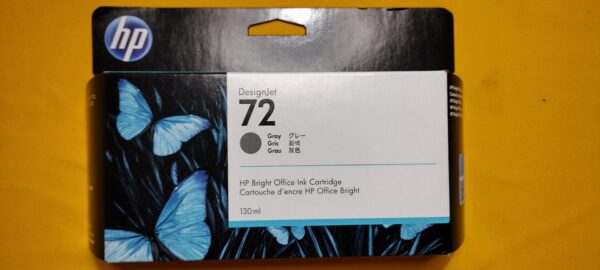 hp
DesignJet
72
Gray グレー
Gris 회색
Grau 灰色
HP Bright Office Ink Cartridge
Cartouche d'encre HP Office Bright
130 ml